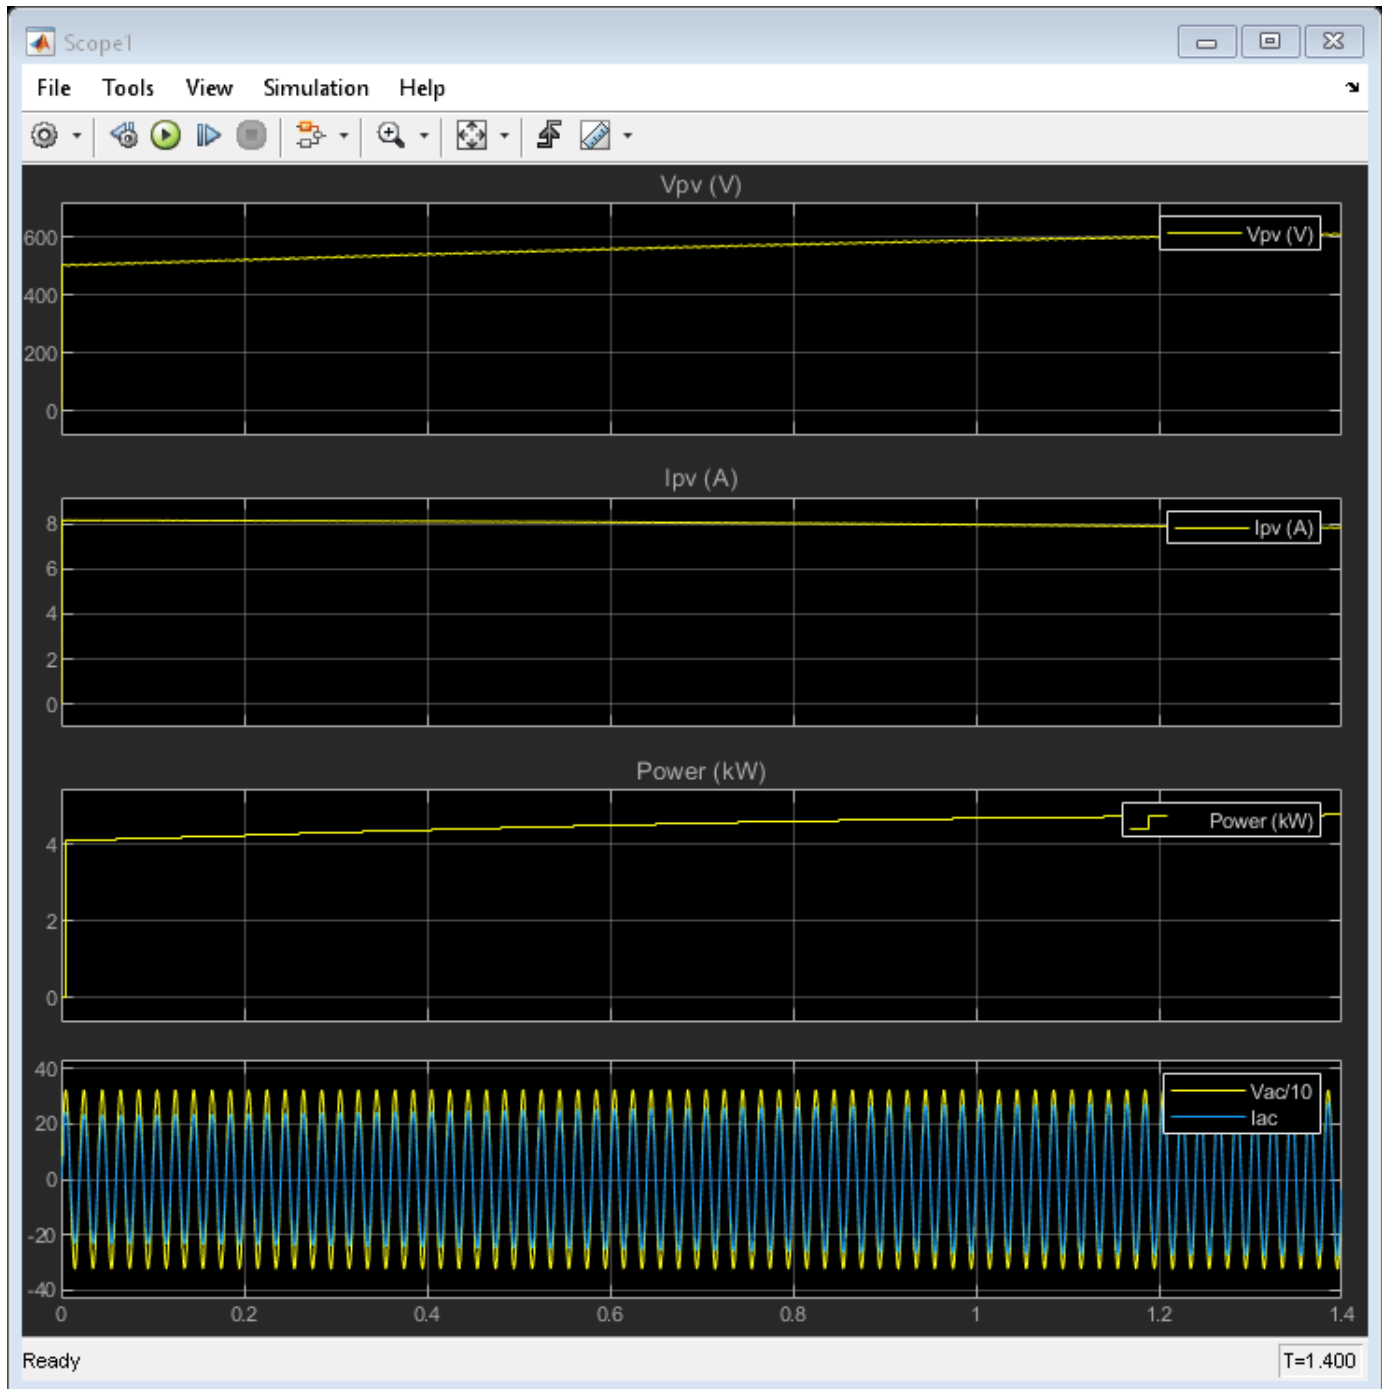 Scope1
File Tools View Simulation Help
Vpv (V)
600
400
200
0
Vpv (V)
Ipv (A)
8
6
4
2
0
Ipv (A)
Power (kW)
4
2
0
Power (kW)
40
20
0
-20
-40
Vac/10
Iac
0 0.2 0.4 0.6 0.8 1 1.2 1.4
Ready T=1.400